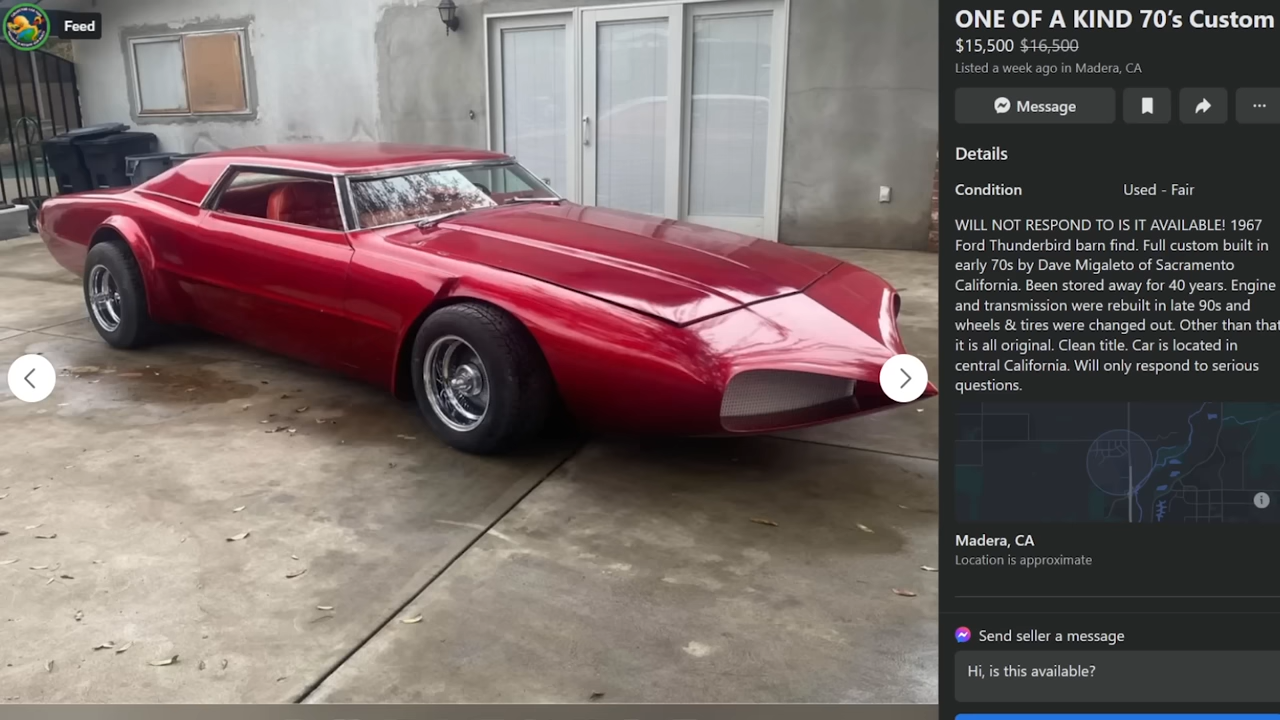 Feed
ONE OF A KIND 70's Custom
$15,500 $16,500
Listed a week ago in Madera, CA
Message
Details
Condition Used - Fair
WILL NOT RESPOND TO IS IT AVAILABLE! 1967
Ford Thunderbird barn find. Full custom built in
early 70s by Dave Migaleto of Sacramento
California. Been stored away for 40 years. Engine
and transmission were rebuilt in late 90s and
wheels & tires were changed out. Other than that
it is all original. Clean title. Car is located in
central California. Will only respond to serious
questions.
Madera, CA
Location is approximate
Send seller a message
Hi, is this available?